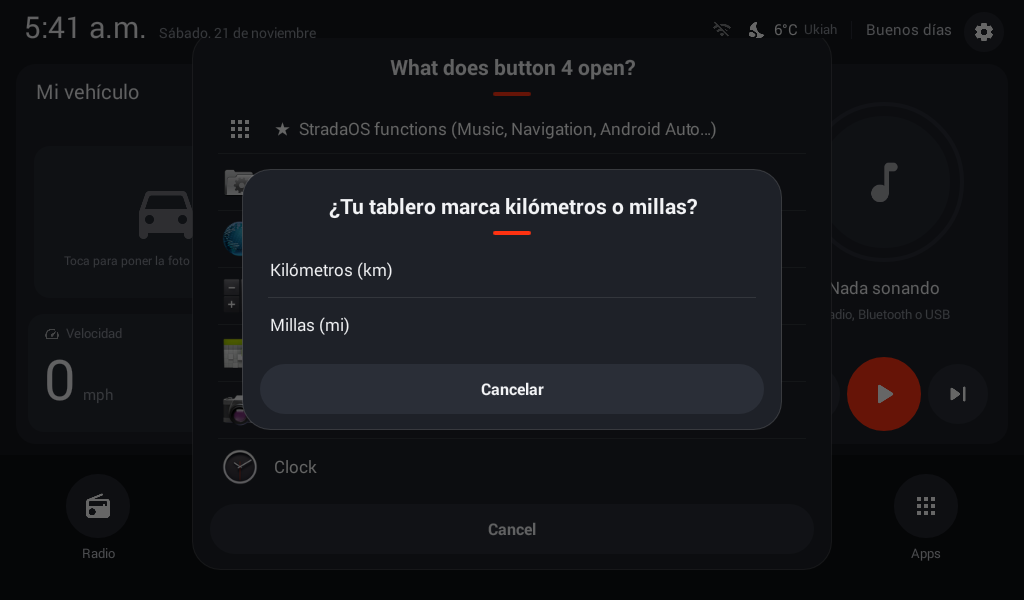 5:41 a.m.
Sábado. 21 de noviembre
6°C Ukiah
Buenos días
Mi vehículo
What does button 4 open?
★ StradaOS functions (Music, Navigation, Android Auto...)
¿Tu tablero marca kilómetros o millas?
Kilómetros (km)
Millas (mi)
Cancelar
Toca para poner la foto
Velocidad
0 mph
Nada sonando
adio, Bluetooth o USB
Clock
Cancel
Radio
Apps